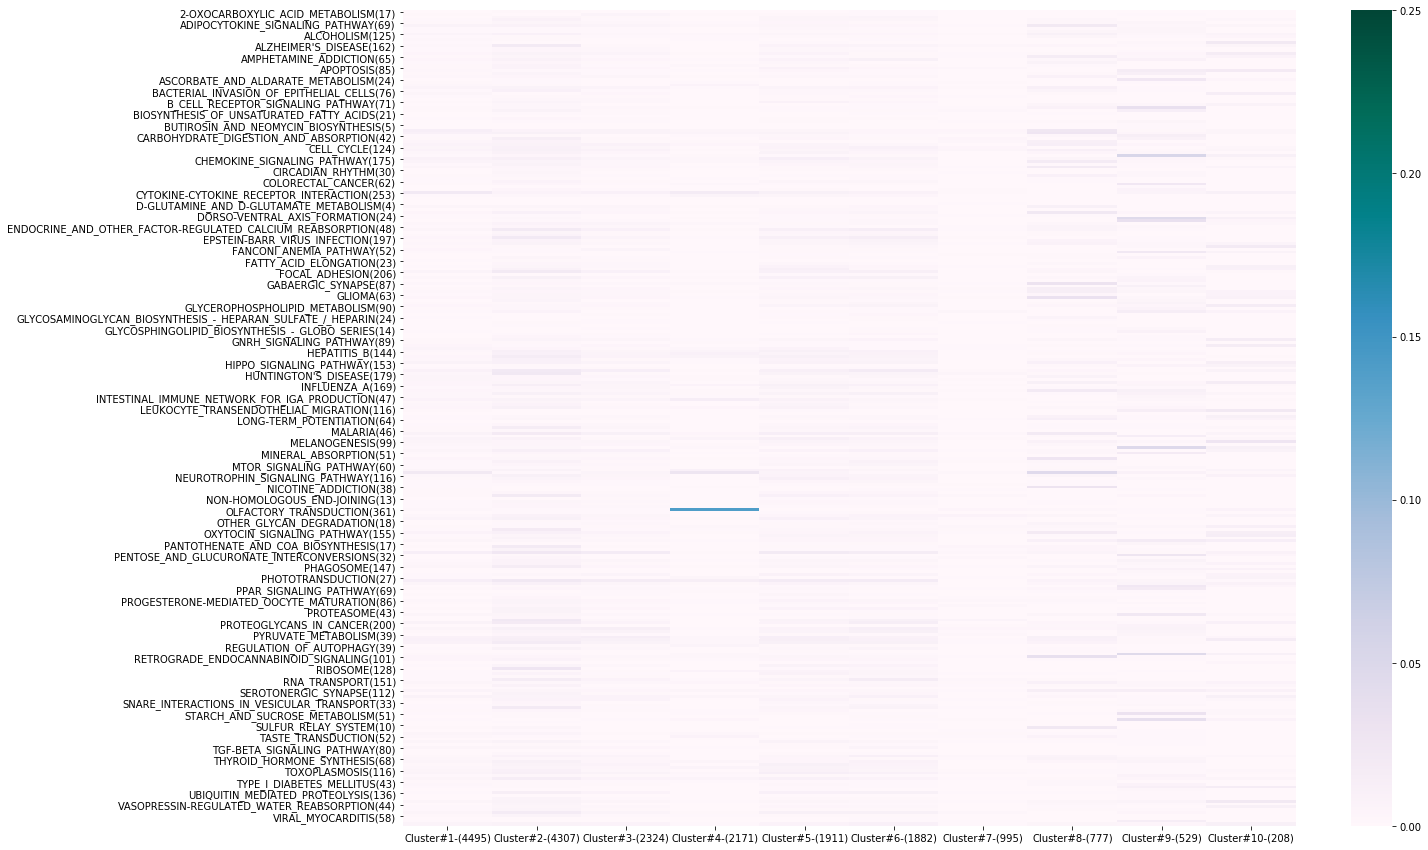 2-OXOCARBOXYLIC_ACID_METABOLISM(17)
ADIPOCYTOKINE_SIGNALING_PATHWAY(69)
ALCOHOLISM(125)
ALZHEIMER'S_DISEASE(162)
AMPHETAMINE_ADDICTION(65)
APOPTOSIS(85)
ASCORBATE_AND_ALDARATE_METABOLISM(24)
BACTERIAL_INVASION_OF_EPITHELIAL_CELLS(76)
B_CELL_RECEPTOR_SIGNALING_PATHWAY(71)
BIOSYNTHESIS_OF_UNSATURATED_FATTY_ACIDS(21)
BUTIROSIN_AND_NEOMYCIN_BIOSYNTHESIS(5)
CARBOHYDRATE_DIGESTION_AND_ABSORPTION(42)
CELL_CYCLE(124)
CHEMOKINE_SIGNALING_PATHWAY(175)
CIRCADIAN_RHYTHM(30)
COLORECTAL_CANCER(62)
CYTOKINE-CYTOKINE_RECEPTOR_INTERACTION(253)
D-GLUTAMINE_AND_D-GLUTAMATE_METABOLISM(4)
DORSO-VENTRAL_AXIS_FORMATION(24)
ENDOCRINE_AND_OTHER_FACTOR-REGULATED_CALCIUM_REABSORPTION(48)
EPSTEIN-BARR_VIRUS_INFECTION(197)
FANCONI_ANEMIA_PATHWAY(52)
FATTY_ACID_ELONGATION(23)
FOCAL_ADHESION(206)
GABAERGIC_SYNAPSE(87)
GLIOMA(63)
GLYCEROPHOSPHOLIPID_METABOLISM(90)
GLYCOSAMINOGLYCAN_BIOSYNTHESIS_-_HEPARAN_SULFATE_/_HEPARIN(24)
GLYCOSPHINGOLIPID_BIOSYNTHESIS_-_GLOBO_SERIES(14)
GNRH_SIGNALING_PATHWAY(89)
HEPATITIS_B(144)
HIPPO_SIGNALING_PATHWAY(153)
HUNTINGTON'S_DISEASE(179)
INFLUENZA_A(169)
INTESTINAL_IMMUNE_NETWORK_FOR_IGA_PRODUCTION(47)
LEUKOCYTE_TRANSENDOTHELIAL_MIGRATION(116)
LONG-TERM_POTENTIATION(64)
MALARIA(46)
MELANOGENESIS(99)
MINERAL_ABSORPTION(51)
MTOR_SIGNALING_PATHWAY(60)
NEUROTROPHIN_SIGNALING_PATHWAY(116)
NICOTINE_ADDICTION(38)
NON-HOMOLOGOUS_END-JOINING(13)
OLFACTORY_TRANSDUCTION(361)
OTHER_GLYCAN_DEGRADATION(18)
OXYTOCIN_SIGNALING_PATHWAY(155)
PANTOTHENATE_AND_COA_BIOSYNTHESIS(17)
PENTOSE_AND_GLUCURONATE_INTERCONVERSIONS(32)
PHAGOSOME(147)
PHOTOTRANSDUCTION(27)
PPAR_SIGNALING_PATHWAY(69)
PROGESTERONE-MEDIATED_OOCYTE_MATURATION(86)
PROTEASOME(43)
PROTEOGLYCANS_IN_CANCER(200)
PYRUVATE_METABOLISM(39)
REGULATION_OF_AUTOPHAGY(39)
RETROGRADE_ENDOCANNABINOID_SIGNALING(101)
RIBOSOME(128)
RNA_TRANSPORT(151)
SEROTONERGIC_SYNAPSE(112)
SNARE_INTERACTIONS_IN_VESICULAR_TRANSPORT(33)
STARCH_AND_SUCROSE_METABOLISM(51)
SULFUR_RELAY_SYSTEM(10)
TASTE_TRANSDUCTION(52)
TGF-BETA_SIGNALING_PATHWAY(80)
THYROID_HORMONE_SYNTHESIS(68)
TOXOPLASMOSIS(116)
TYPE_I_DIABETES_MELLITUS(43)
UBIQUITIN_MEDIATED_PROTEOLYSIS(136)
VASOPRESSIN-REGULATED_WATER_REABSORPTION(44)
VIRAL_MYOCARDITIS(58)
Cluster#1-(4495) Cluster#2-(4307) Cluster#3-(2324) Cluster#4-(2171) Cluster#5-(1911) Cluster#6-(1882) Cluster#7-(995) Cluster#8-(777) Cluster#9-(529) Cluster#10-(208)
0.25
0.20
0.15
0.10
0.05
0.00